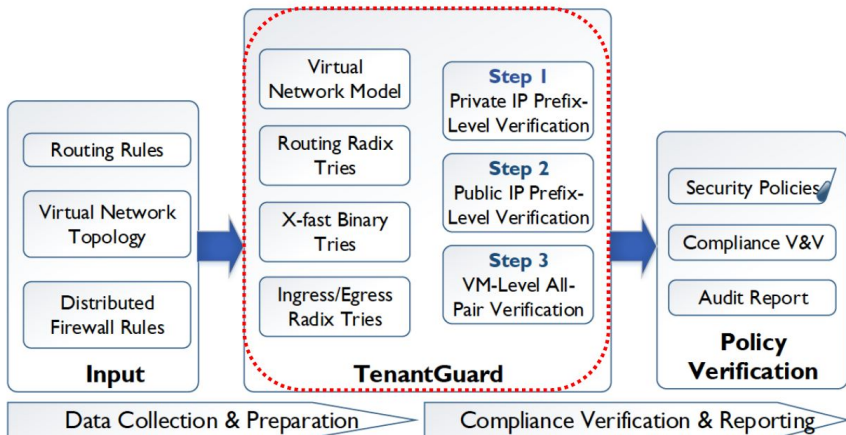 Routing Rules
Virtual Network
Topology
Distributed
Firewall Rules
Input
Virtual
Network Model
Routing Radix
Tries
X-fast Binary
Tries
Ingress/Egress
Radix Tries
Step 1
Private IP Prefix-
Level Verification
Step 2
Public IP Prefix-
Level Verification
Step 3
VM-Level All-
Pair Verification
TenantGuard
Security Policies
Compliance V&V
Audit Report
Policy
Verification
Data Collection & Preparation
Compliance Verification & Reporting